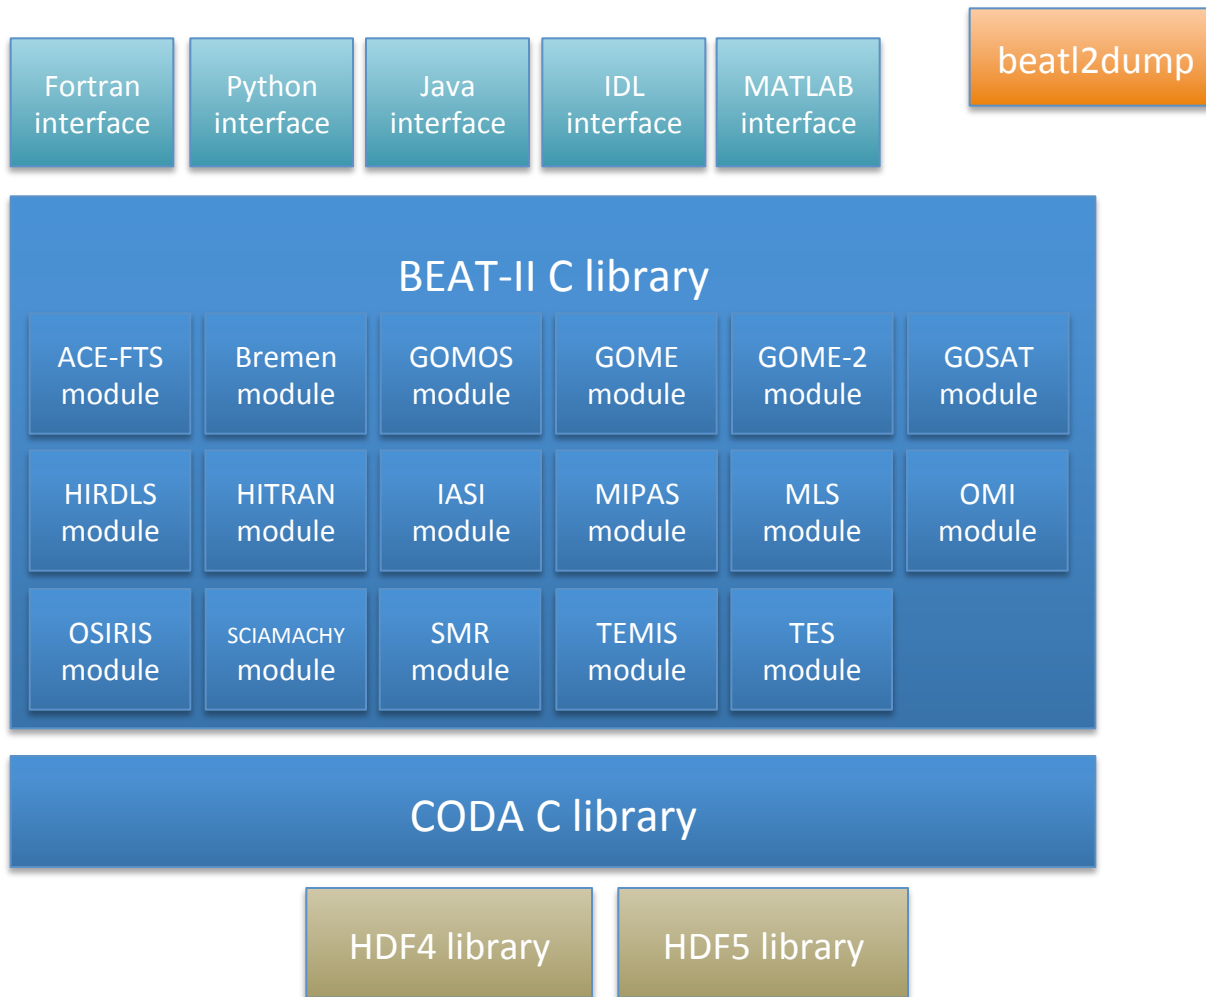 beatl2dump
Fortran
interface
Python
interface
Java
interface
IDL
interface
MATLAB
interface
BEAT-II C library
ACE-FTS
module
Bremen
module
GOMOS
module
GOME
module
GOME-2
module
GOSAT
module
HIRDLS
module
HITRAN
module
IASI
module
MIPAS
module
MLS
module
OMI
module
OSIRIS
module
SCIAMACHY
module
SMR
module
TEMIS
module
TES
module
CODA C library
HDF4 library
HDF5 library